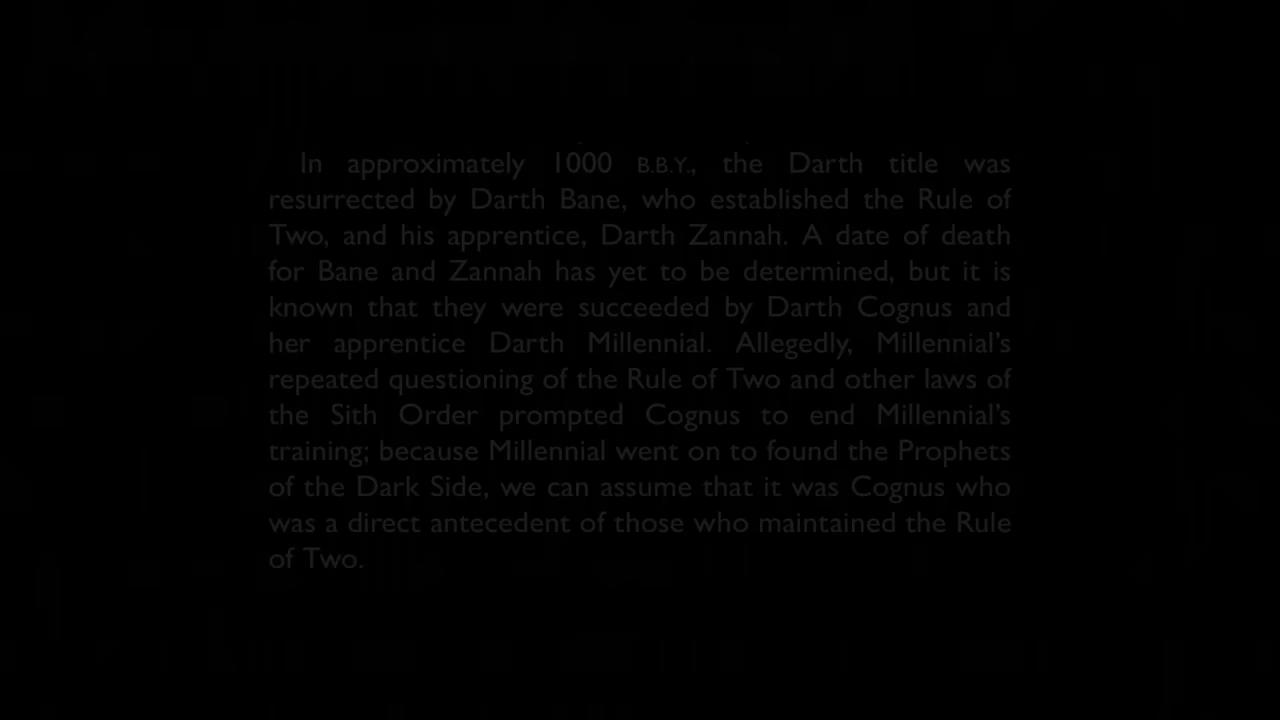 In approximately 1000 B.B.Y., the Darth title was
resurrected by Darth Bane, who established the Rule of
Two, and his apprentice, Darth Zannah. A date of death
for Bane and Zannah has yet to be determined, but it is
known that they were succeeded by Darth Cognus and
her apprentice Darth Millennial. Allegedly, Millennial’s
repeated questioning of the Rule of Two and other laws of
the Sith Order prompted Cognus to end Millennial’s
training; because Millennial went on to found the Prophets
of the Dark Side, we can assume that it was Cognus who
was a direct antecedent of those who maintained the Rule
of Two.